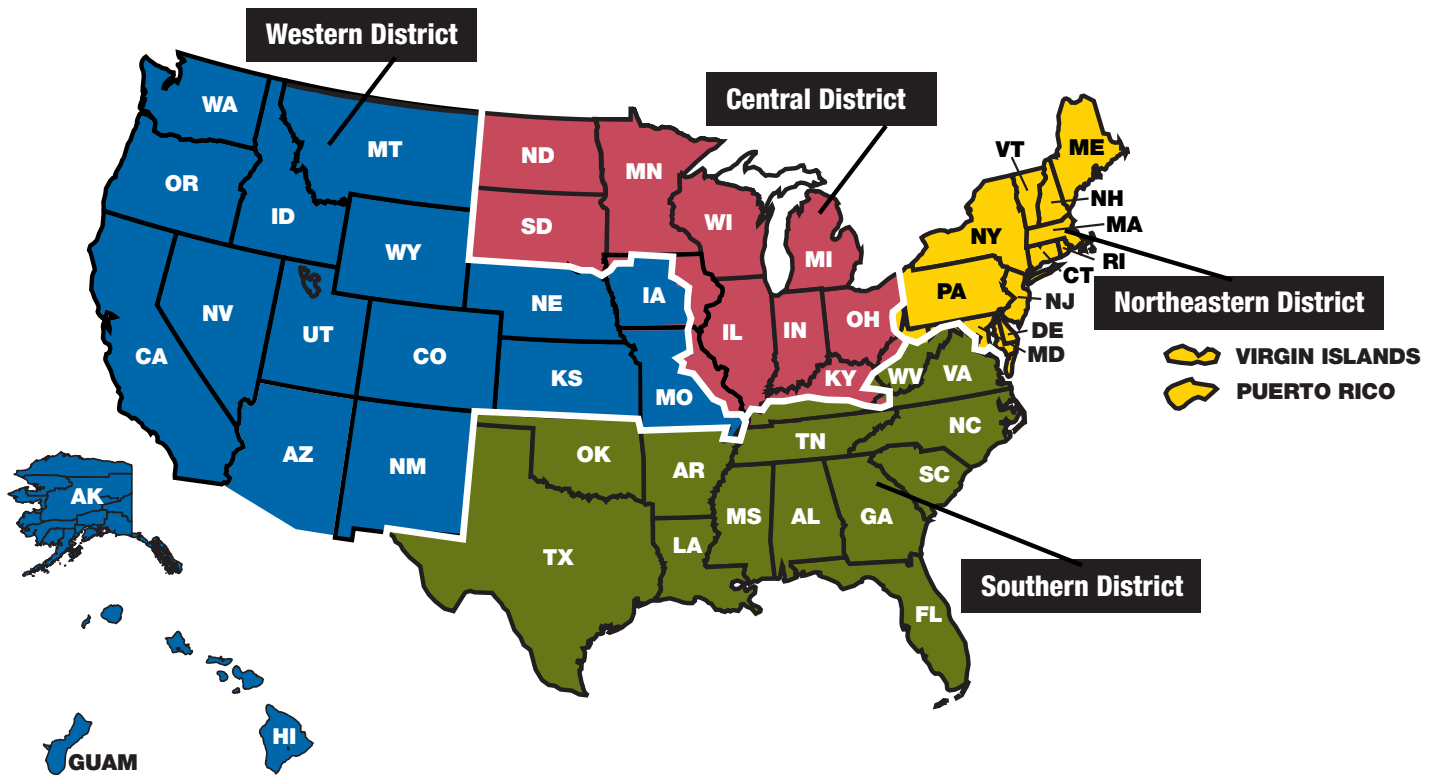 Western District
Central District
Northeastern District
Southern District
WA
OR
CA
ID
NV
MT
WY
UT
CO
AZ
NM
AK
HI
GUAM
ND
SD
NE
KS
MN
IA
MO
WI
IL
MI
IN
OH
KY
OK
TX
AR
LA
MS
AL
TN
GA
FL
SC
NC
VA
WV
PA
NY
VT
ME
NH
MA
RI
CT
NJ
DE
MD
VIRGIN ISLANDS
PUERTO RICO